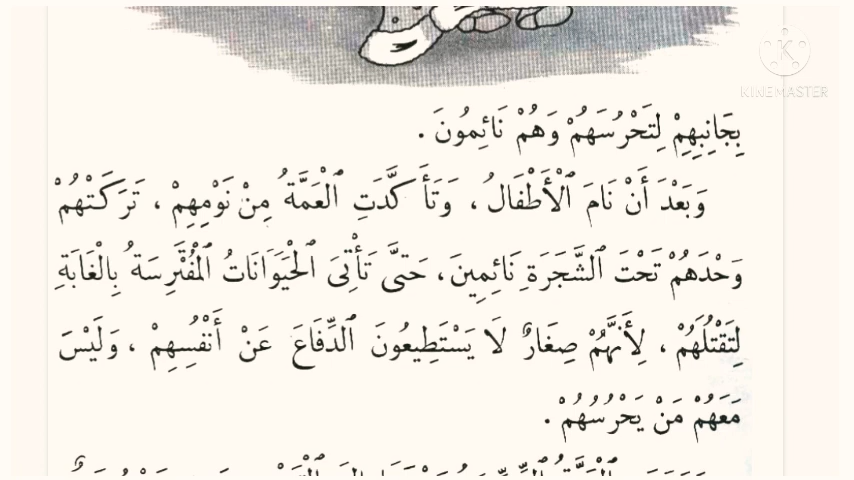 KINEMASTER
بِجَانِبِهِمْ لِتَحْرُسَهُمْ وَهُمْ نَائِمُونَ .
وَبَعْدَ أَنْ نَامَ ٱلْأَطْفَالُ ، وَتَأَكَّدَتِ ٱلْعَمَّةُ مِنْ نَوْمِهِمْ ، تَرَكَتْهُمْ
وَحْدَهُمْ تَحْتَ ٱلشَّجَرَةِ نَائِمِينَ ، حَتَّى تَأْتِىَ ٱلْحَيَوَانَاتُ ٱلْمُفْتَرِسَةُ بِالْغَابَةِ
لِتَقْتُلَهُمْ ، لِأَنَّهُمْ صِغَارٌ لَا يَسْتَطِيعُونَ ٱلدِّفَاعَ عَنْ أَنْفُسِهِمْ ، وَلَيْسَ
مَعَهُمْ مَنْ يَحْرُسُهُمْ .